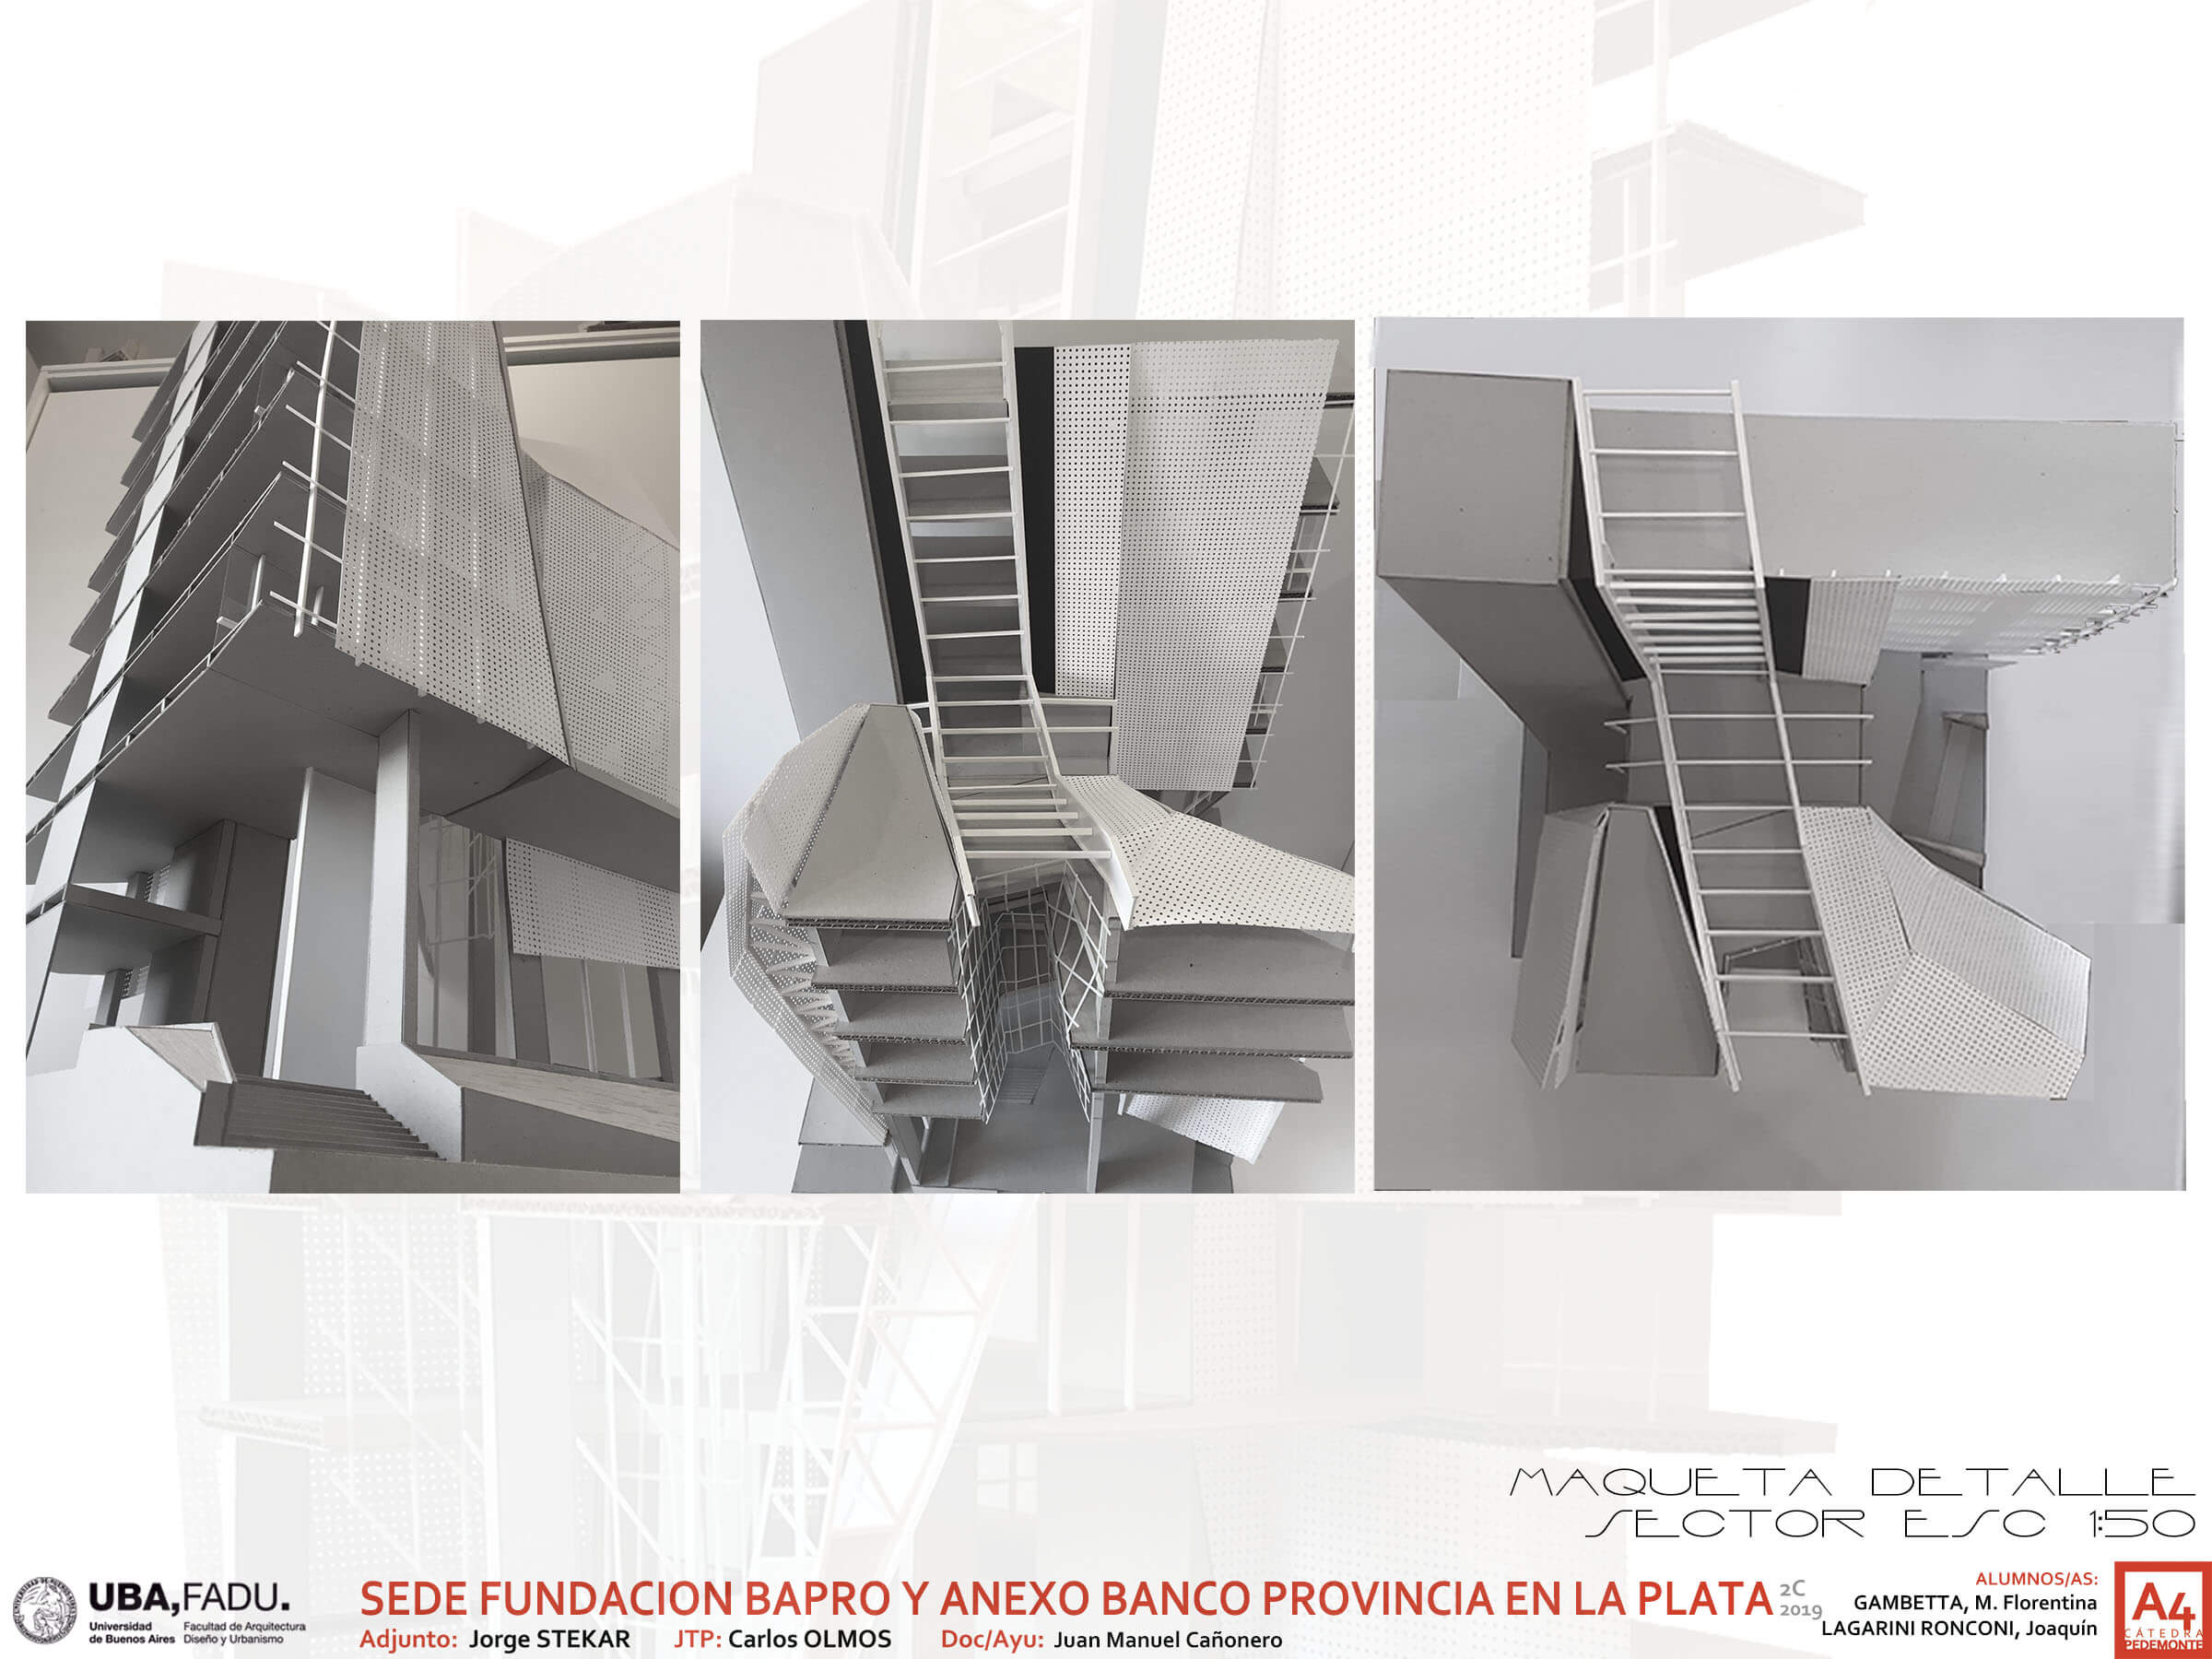 MAQUETA DETALLE
SECTOR ESC 1:50
UBA,FADU.
Universidad
de Buenos Aires
Facultad de Arquitectura
Diseño y Urbanismo
SEDE FUNDACION BAPRO Y ANEXO BANCO PROVINCIA EN LA PLATA 2C
2019
Adjunto: Jorge STEKAR JTP: Carlos OLMOS Doc/Ayu: Juan Manuel Cañonero
ALUMNOS/AS:
GAMBETTA, M. Florentina
LAGARINI RONCONI, Joaquín
A4
CÁTEDRA
PEDEMONTE